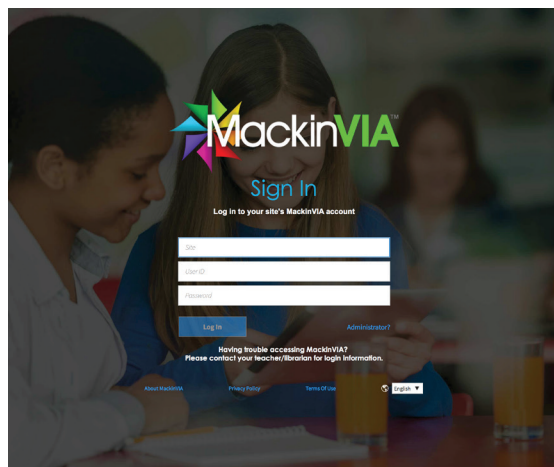 MackinVIA™
Sign In
Log in to your site's MackinVIA account
Site
User ID
Password
Log In
Administrator?
Having trouble accessing MackinVIA?
Please contact your teacher/librarian for login information.
About MackinVIA
Privacy Policy
Terms Of Use
English